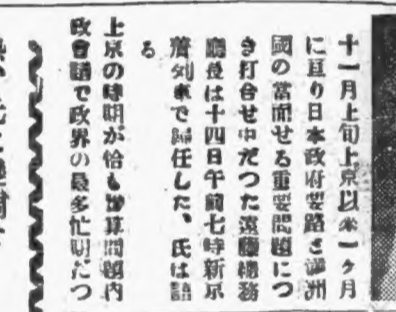 十一月上旬上京以来一ヶ月
に亘り日本政府要路と満洲
國の當面せる重要問題につ
き打合せ中だつた遠藤總務
廳長は十四日午前七時新京
着列車で歸任した、氏は語
る
上京の時期が恰も豫算問題内
政會議で政界の最多忙期だつ